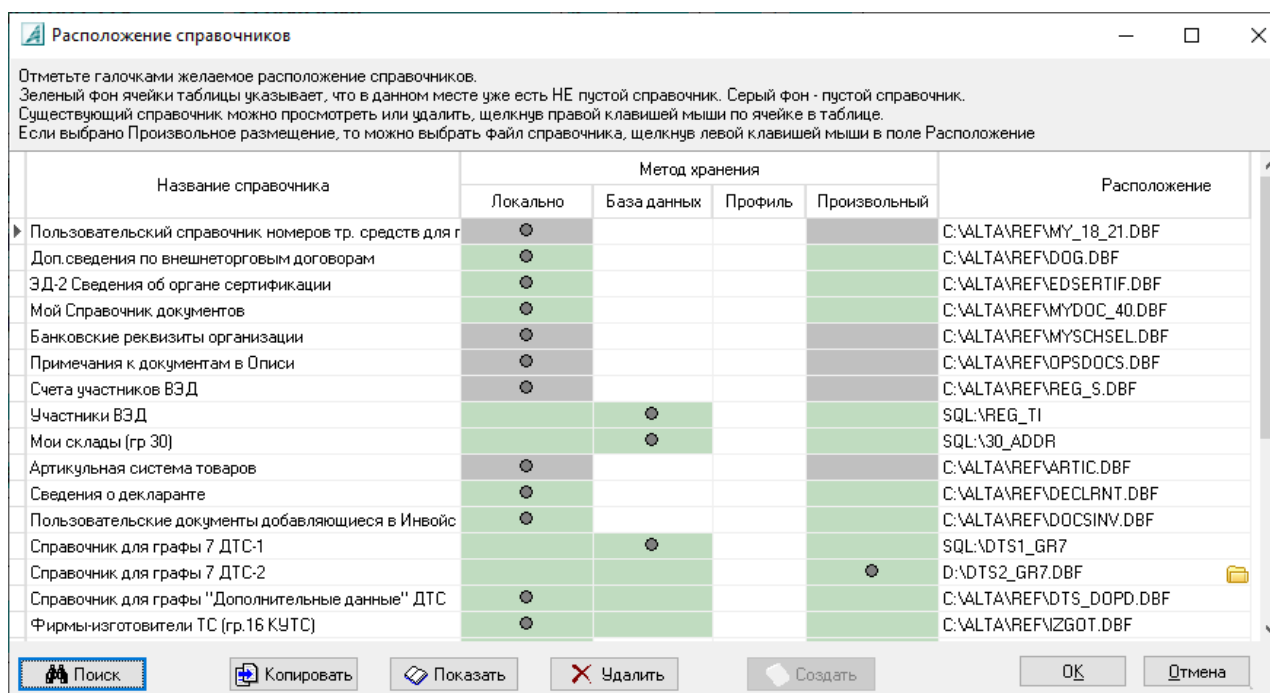 Расположение справочников
Отметьте галочками желаемое расположение справочников.
Зеленый фон ячейки таблицы указывает, что в данном месте уже есть НЕ пустой справочник. Серый фон - пустой справочник.
Существующий справочник можно просмотреть или удалить, щелкнув правой клавишей мыши по ячейке в таблице.
Если выбрано Произвольное размещение, то можно выбрать файл справочника, щелкнув левой клавишей мыши в поле Расположение
Название справочника Метод хранения Расположение
Локально База данных Профиль Произвольный
Пользовательский справочник номеров тр. средств для г C:\ALTA\REF\MY_18_21.DBF
Доп.сведения по внешнеторговым договорам C:\ALTA\REF\DOG.DBF
ЭД-2 Сведения об органе сертификации C:\ALTA\REF\EDSERTIF.DBF
Мой Справочник документов C:\ALTA\REF\MYDOC_40.DBF
Банковские реквизиты организации C:\ALTA\REF\MYSCHSEL.DBF
Примечания к документам в Описи C:\ALTA\REF\OPSDOCS.DBF
Счета участников ВЭД C:\ALTA\REF\REG_S.DBF
Участники ВЭД SQL:\REG_TI
Мои склады (гр 30) SQL:\30_ADDR
Артикульная система товаров C:\ALTA\REF\ARTIC.DBF
Сведения о декларанте C:\ALTA\REF\DECLRNT.DBF
Пользовательские документы добавляющиеся в Инвойс C:\ALTA\REF\DOCSINV.DBF
Справочник для графы 7 ДТС-1 SQL:\DTS1_GR7
Справочник для графы 7 ДТС-2 D:\DTS2_GR7.DBF
Справочник для графы "Дополнительные данные" ДТС C:\ALTA\REF\DTS_DOPD.DBF
Фирмы-изготовители ТС (гр.16 КУТС) C:\ALTA\REF\IZGOT.DBF
Поиск Копировать Показать Удалить Создать OK Отмена